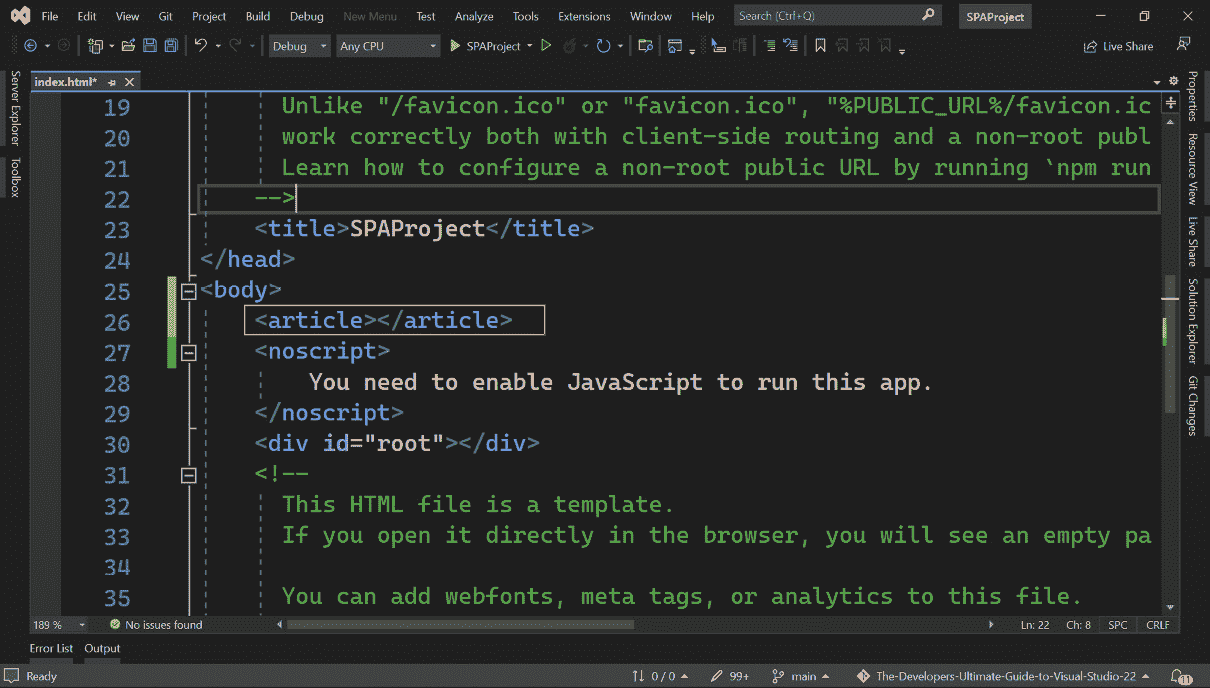 File Edit View Git Project Build Debug New Menu Test Analyze Tools Extensions Window Help Search (Ctrl+Q) SPAProject
Debug Any CPU SPAProject Live Share
index.html*
Server Explorer
Toolbox
19 Unlike "/favicon.ico" or "favicon.ico", "%PUBLIC_URL%/favicon.ic
20 work correctly both with client-side routing and a non-root publ
21 Learn how to configure a non-root public URL by running `npm run
22 -->
23 <title>SPAProject</title>
24 </head>
25 <body>
26 <article></article>
27 <noscript>
28 You need to enable JavaScript to run this app.
29 </noscript>
30 <div id="root"></div>
31 <!--
32 This HTML file is a template.
33 If you open it directly in the browser, you will see an empty pa
34
35 You can add webfonts, meta tags, or analytics to this file.
Properties
Resource View
Live Share
Solution Explorer
Git Changes
189 % No issues found Ln: 22 Ch: 8 SPC CRLF
Error List Output
Ready 0 / 0 99+ main The-Developers-Ultimate-Guide-to-Visual-Studio-22 11